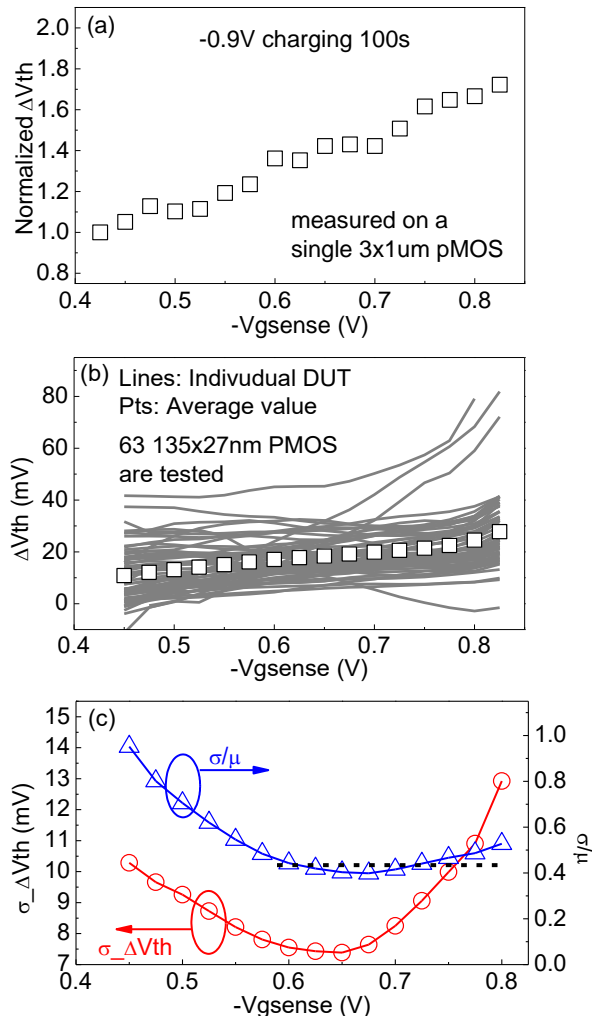 (a)
-0.9V charging 100s
measured on a
single 3x1um pMOS
Normalized ΔVth
2.0
1.8
1.6
1.4
1.2
1.0
0.8
0.4 0.5 0.6 0.7 0.8
-Vgsense (V)
(b)
Lines: Indivudual DUT
Pts: Average value
63 135x27nm PMOS
are tested
ΔVth (mV)
80
60
40
20
0
0.4 0.5 0.6 0.7 0.8
-Vgsense (V)
(c)
σ/μ
σ_ΔVth
σ_ΔVth (mV)
15
14
13
12
11
10
9
8
7
1.0
0.8
0.6
0.4
0.2
0.0
σ/μ
0.4 0.5 0.6 0.7 0.8
-Vgsense (V)